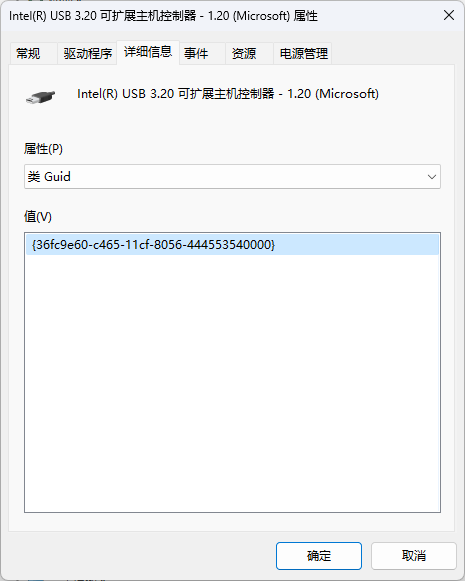 Intel(R) USB 3.20 可扩展主机控制器 - 1.20 (Microsoft) 属性
常规 驱动程序 详细信息 事件 资源 电源管理
Intel(R) USB 3.20 可扩展主机控制器 - 1.20 (Microsoft)
属性(P)
类 Guid
值(V)
{36fc9e60-c465-11cf-8056-444553540000}
确定 取消